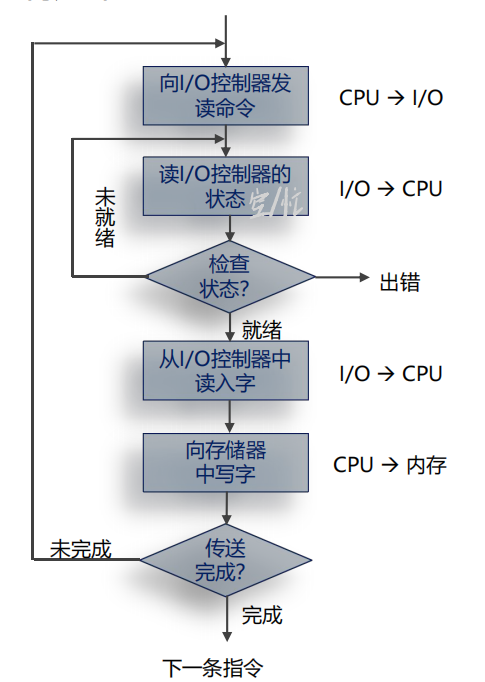 向I/O控制器发
读命令
CPU → I/O
读I/O控制器的
状态 空/忙
I/O → CPU
未就绪
检查
状态?
出错
就绪
从I/O控制器中
读入字
I/O → CPU
向存储器
中写字
CPU → 内存
未完成
传送
完成?
完成
下一条指令